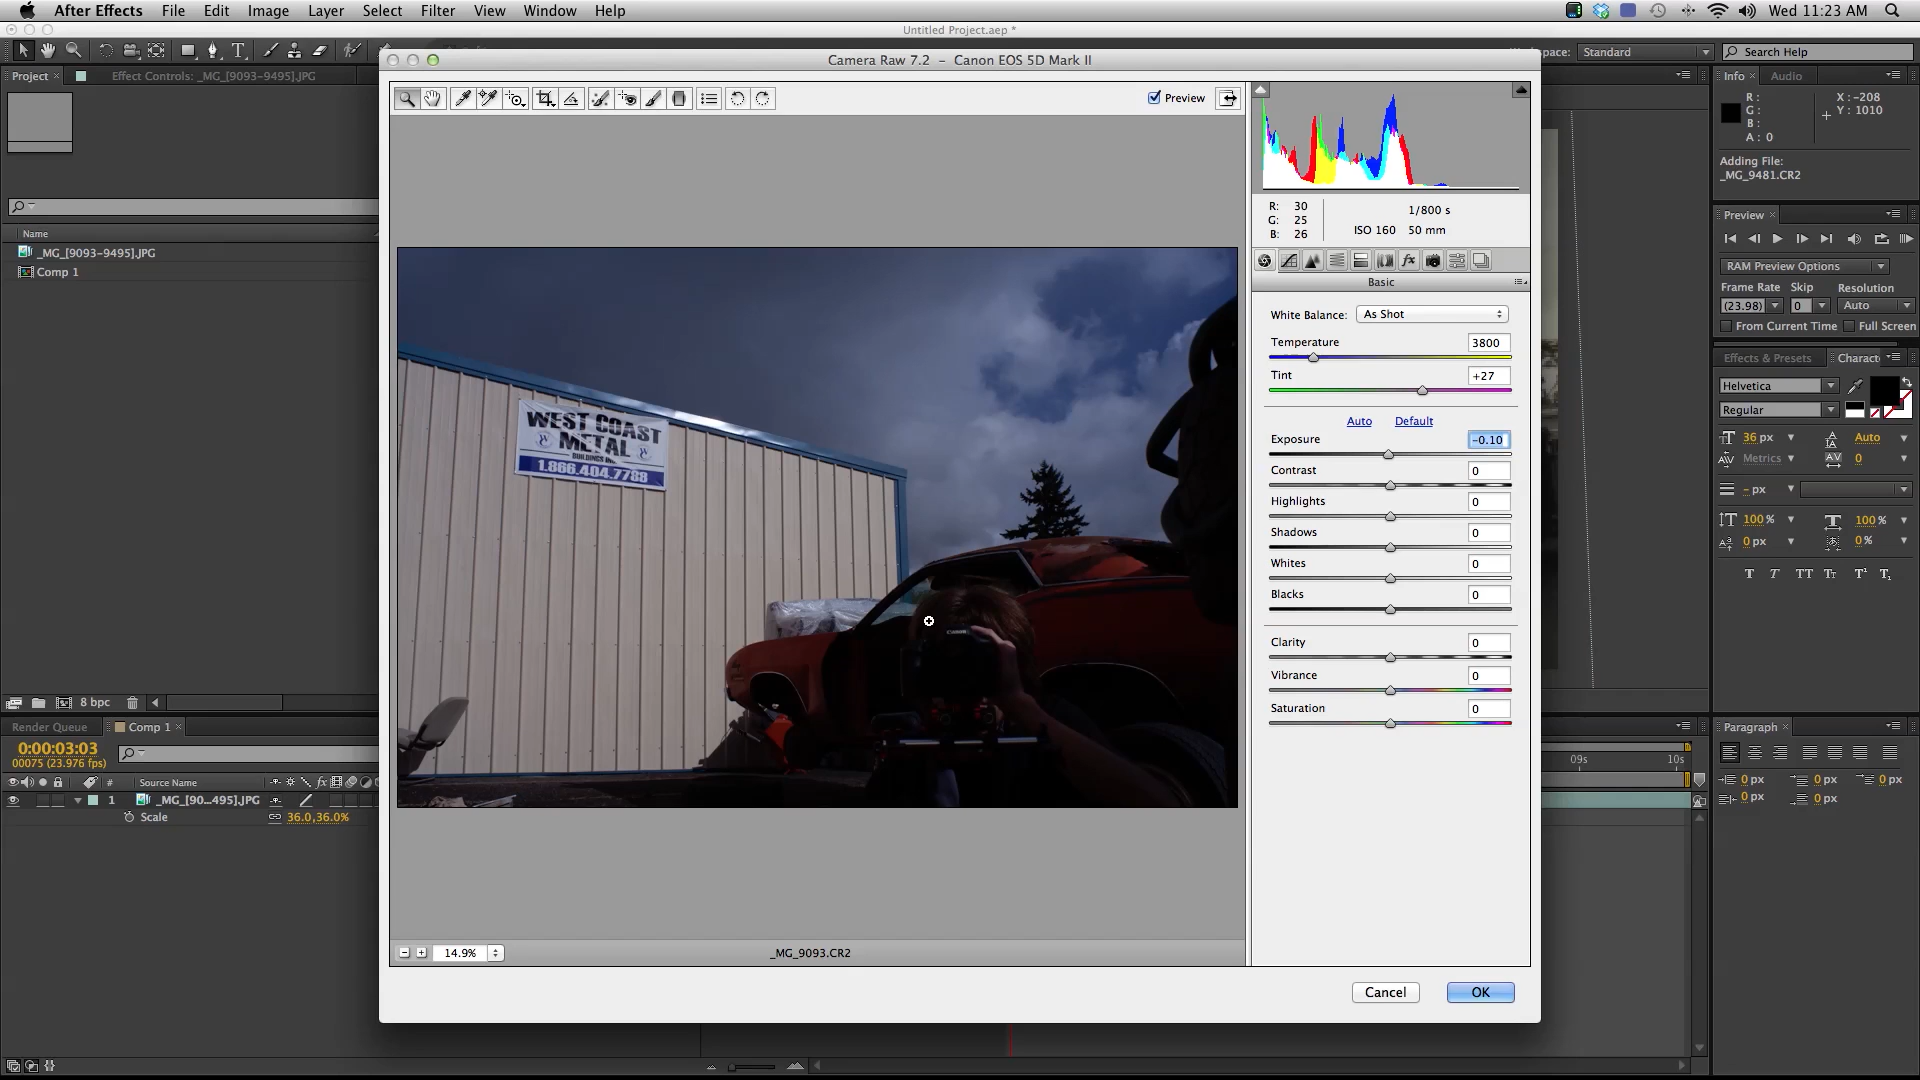 After Effects File Edit Image Layer Select Filter View Window Help Wed 11:23 AM
Untitled Project.aep *
Workspace: Standard Search Help
Camera Raw 7.2 – Canon EOS 5D Mark II
Project Effect Controls: _MG_[9093-9495].JPG
Name
_MG_[9093-9495].JPG
Comp 1
8 bpc
Preview
WEST COAST
METAL
BUILDINGS INC.
1.866.404.7788
Canon
14.9% _MG_9093.CR2
R: 30
G: 25
B: 26
1/800 s
ISO 160 50 mm
fx
Basic
White Balance: As Shot
Temperature 3800
Tint +27
Auto Default
Exposure -0.10
Contrast 0
Highlights 0
Shadows 0
Whites 0
Blacks 0
Clarity 0
Vibrance 0
Saturation 0
Cancel OK
Info Audio
R:
G:
B:
A: 0
X: -208
Y: 1010
Adding File:
_MG_9481.CR2
Preview
RAM Preview Options
Frame Rate Skip Resolution
(23.98) 0 Auto
From Current Time Full Screen
Effects & Presets Charact
Helvetica
Regular
36 px Auto
Metrics 0
- px
100 % 100 %
0 px 0 %
Paragraph
0 px 0 px 0 px
0 px 0 px
Render Queue Comp 1
0:00:03:03
00075 (23.976 fps)
# Source Name
1 _MG_[90...495].JPG
Scale 36.0,36.0%
09s 10s